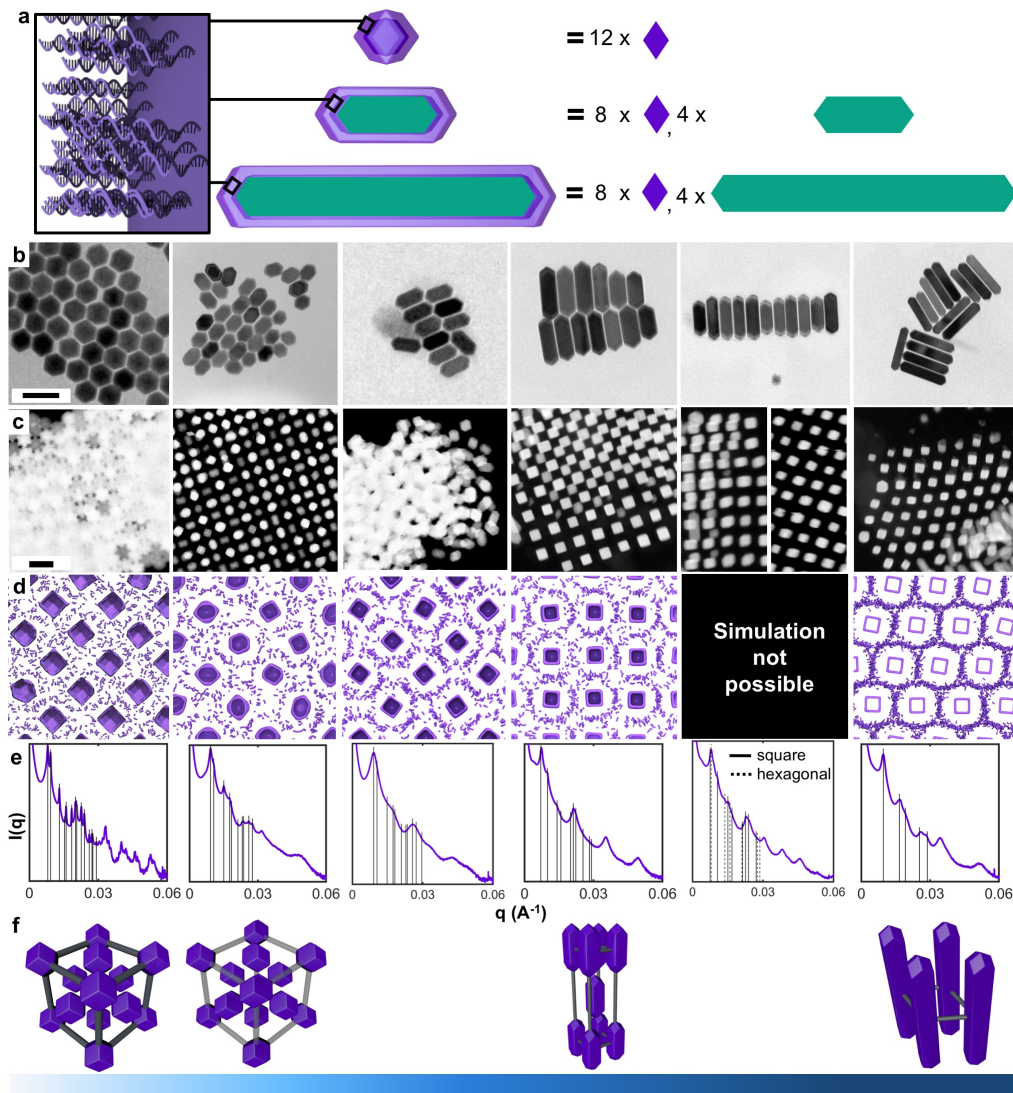 a
= 12 x
= 8 x , 4 x
= 8 x , 4 x
b
c
d
Simulation
not
possible
e
I(q)
square
hexagonal
0 0.03 0.06
0 0.03 0.06
0 0.03 0.06
0 0.03 0.06
0 0.03 0.06
0 0.03 0.06
q (A-1)
f